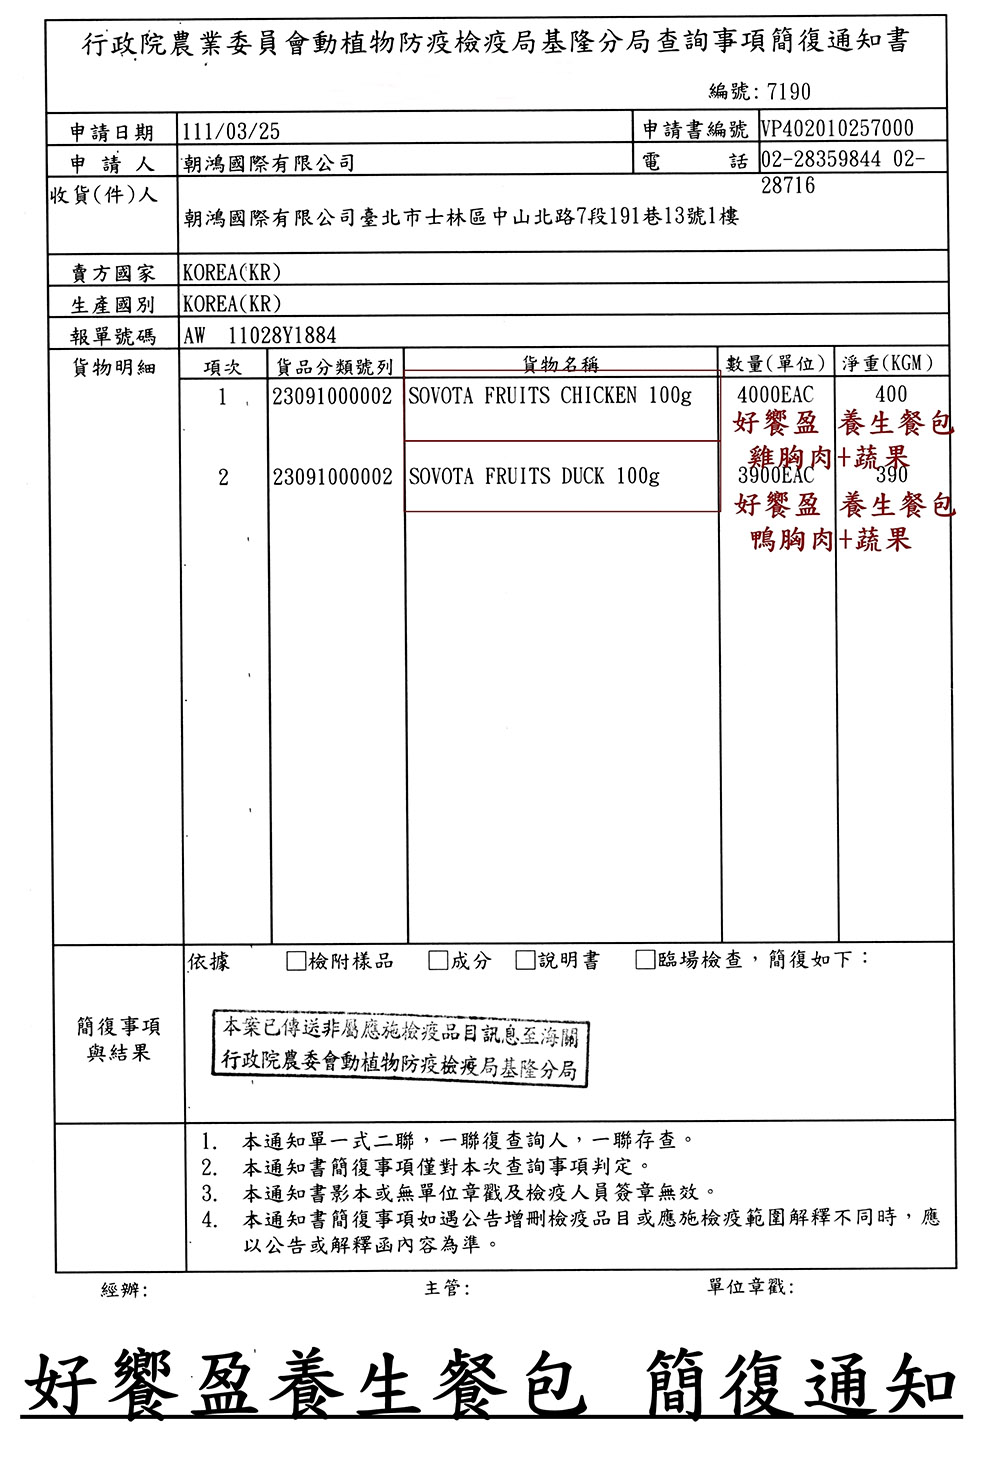 行政院農業委員會動植物防疫檢疫局基隆分局查詢事項簡復通知書
編號: 7190
申請日期 111/03/25 申請書編號 VP402010257000
申請人 朝鴻國際有限公司 電話 02-28359844 02-28716
收貨(件)人 朝鴻國際有限公司臺北市士林區中山北路7段191巷13號1樓
賣方國家 KOREA(KR)
生產國別 KOREA(KR)
報單號碼 AW 11028Y1884
貨物明細 項次 貨品分類號列 貨物名稱 數量(單位) 淨重(KGM)
1 23091000002 SOVOTA FRUITS CHICKEN 100g 4000EAC 400
好饗盈 養生餐包
雞胸肉+蔬果
2 23091000002 SOVOTA FRUITS DUCK 100g 3900EAC 390
好饗盈 養生餐包
鴨胸肉+蔬果
簡復事項與結果
依據 □檢附樣品 □成分 □說明書 □臨場檢查，簡復如下：
本案已傳送非屬應施檢疫品目訊息至海關
行政院農委會動植物防疫檢疫局基隆分局
1. 本通知單一式二聯，一聯復查詢人，一聯存查。
2. 本通知書簡復事項僅對本次查詢事項判定。
3. 本通知書影本或無單位章戳及檢疫人員簽章無效。
4. 本通知書簡復事項如遇公告增刪檢疫品目或應施檢疫範圍解釋不同時，應
以公告或解釋函內容為準。
經辦: 主管: 單位章戳:
好饗盈養生餐包 簡復通知